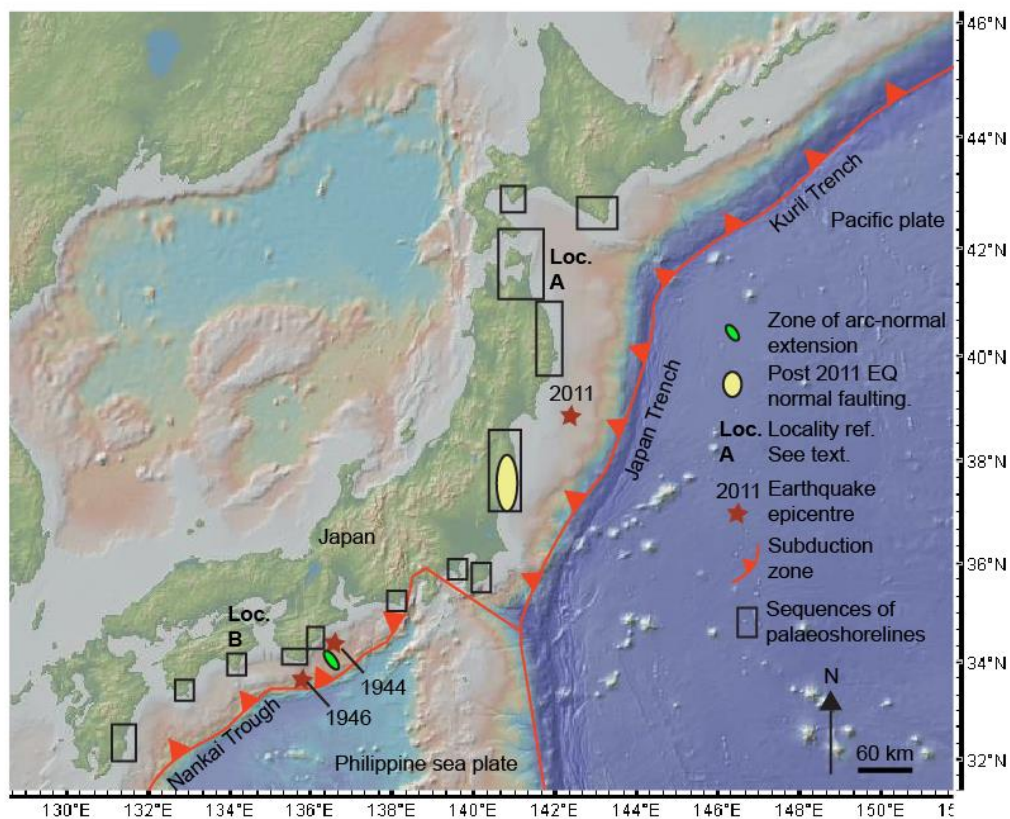 46°N
44°N
42°N
40°N
38°N
36°N
34°N
32°N
Kuril Trench
Pacific plate
Loc.
A
Zone of arc-normal
extension
Post 2011 EQ
normal faulting.
Loc. Locality ref.
A See text.
2011 Earthquake
epicentre
Subduction
zone
Sequences of
palaeoshorelines
2011
Japan Trench
Japan
Loc.
B
1944
1946
Nankai Trough
Philippine sea plate
N
60 km
130°E
132°E
134°E
136°E
138°E
140°E
142°E
144°E
146°E
148°E
150°E
15